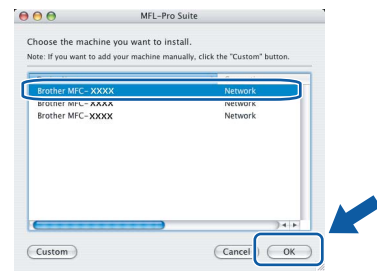 MFL-Pro Suite
Choose the machine you want to install.
Note: If you want to add your machine manually, click the "Custom" button.
Brother MFC- XXXX Network
Brother MFC- XXXX Network
Brother MFC- XXXX Network
Custom
Cancel
OK